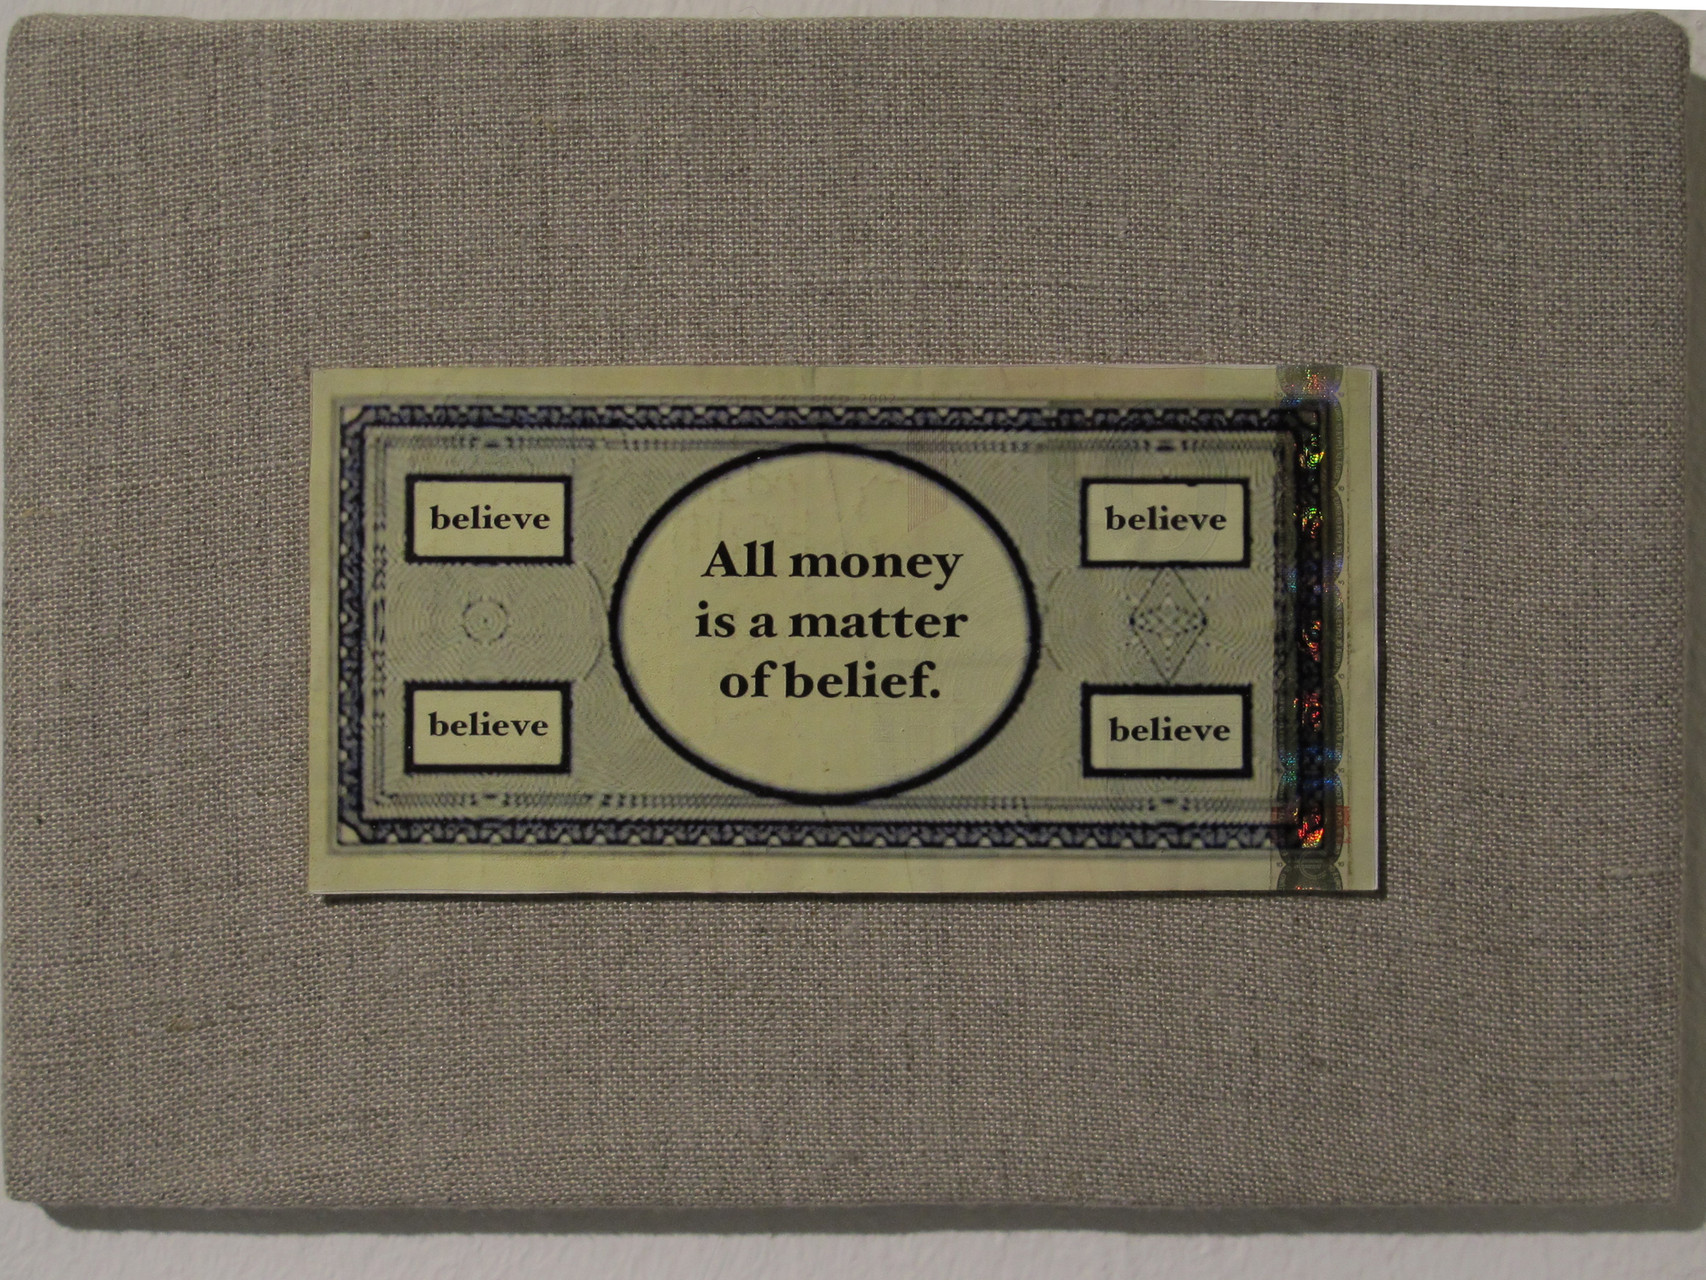 believe
believe
All money
is a matter
of belief.
believe
believe